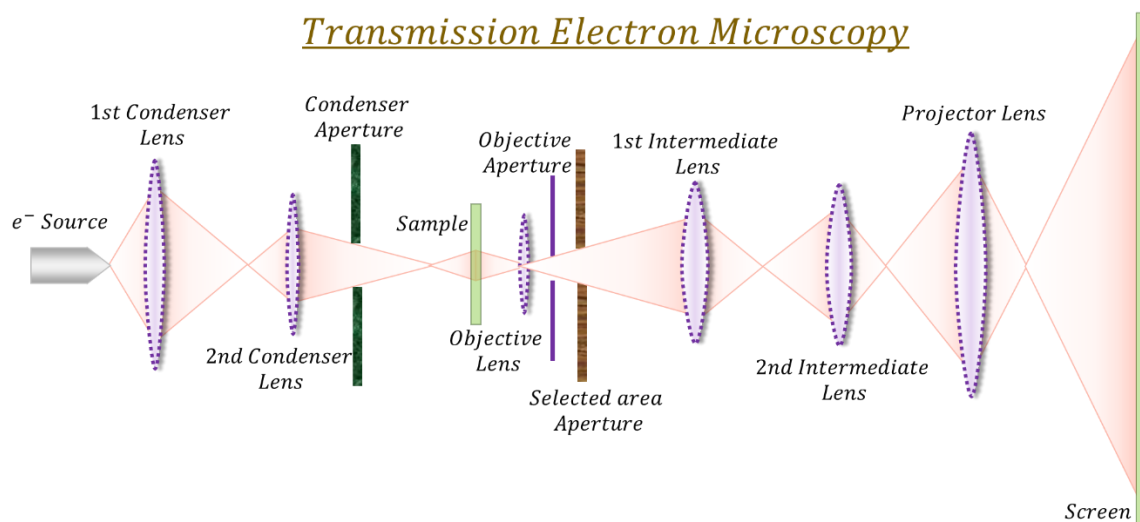 Transmission Electron Microscopy
1st Condenser
Lens
Condenser
Aperture
Objective
Aperture
1st Intermediate
Lens
Projector Lens
e⁻ Source
Sample
2nd Condenser
Lens
Objective
Lens
Selected area
Aperture
2nd Intermediate
Lens
Screen